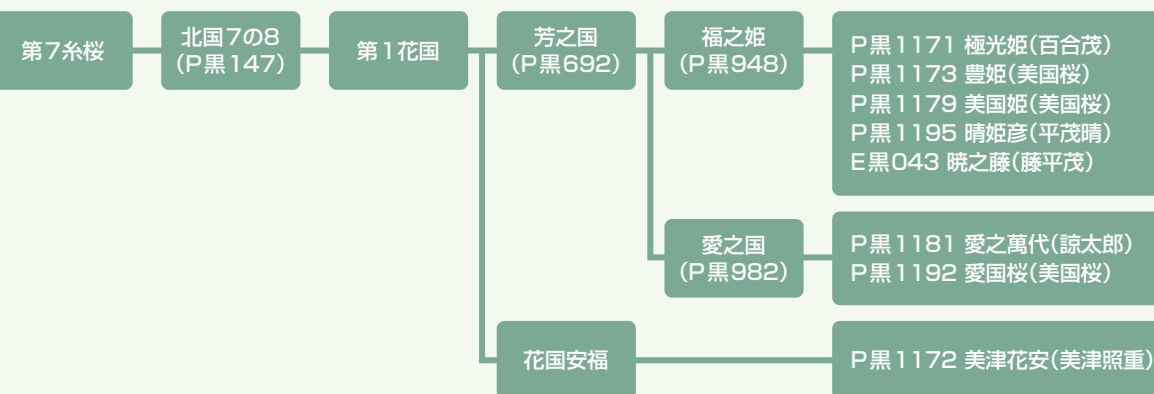 第7糸桜
北国7の8
(P黒147)
第1花国
芳之国
(P黒692)
福之姫
(P黒948)
P黒1171 極光姫(百合茂)
P黒1173 豊姫(美国桜)
P黒1179 美国姫(美国桜)
P黒1195 晴姫彦(平茂晴)
E黒043 暁之藤(藤平茂)
愛之国
(P黒982)
P黒1181 愛之萬代(諒太郎)
P黒1192 愛国桜(美国桜)
花国安福
P黒1172 美津花安(美津照重)